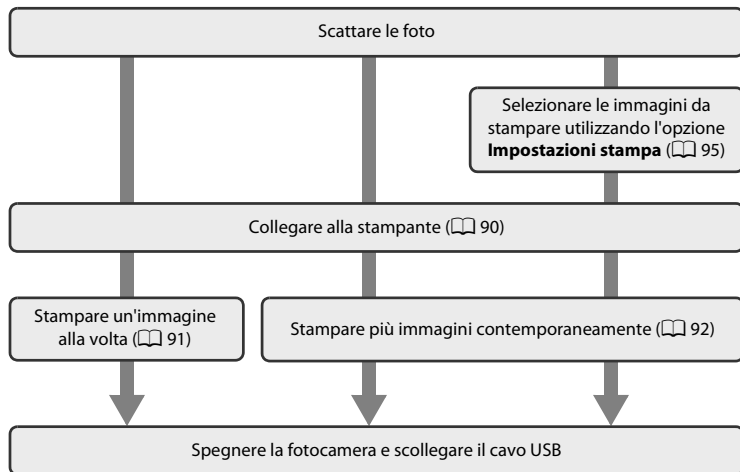 Scattare le foto
Selezionare le immagini da
stampare utilizzando l'opzione
Impostazioni stampa (📖 95)
Collegare alla stampante (📖 90)
Stampare un'immagine
alla volta (📖 91)
Stampare più immagini contemporaneamente (📖 92)
Spegnere la fotocamera e scollegare il cavo USB